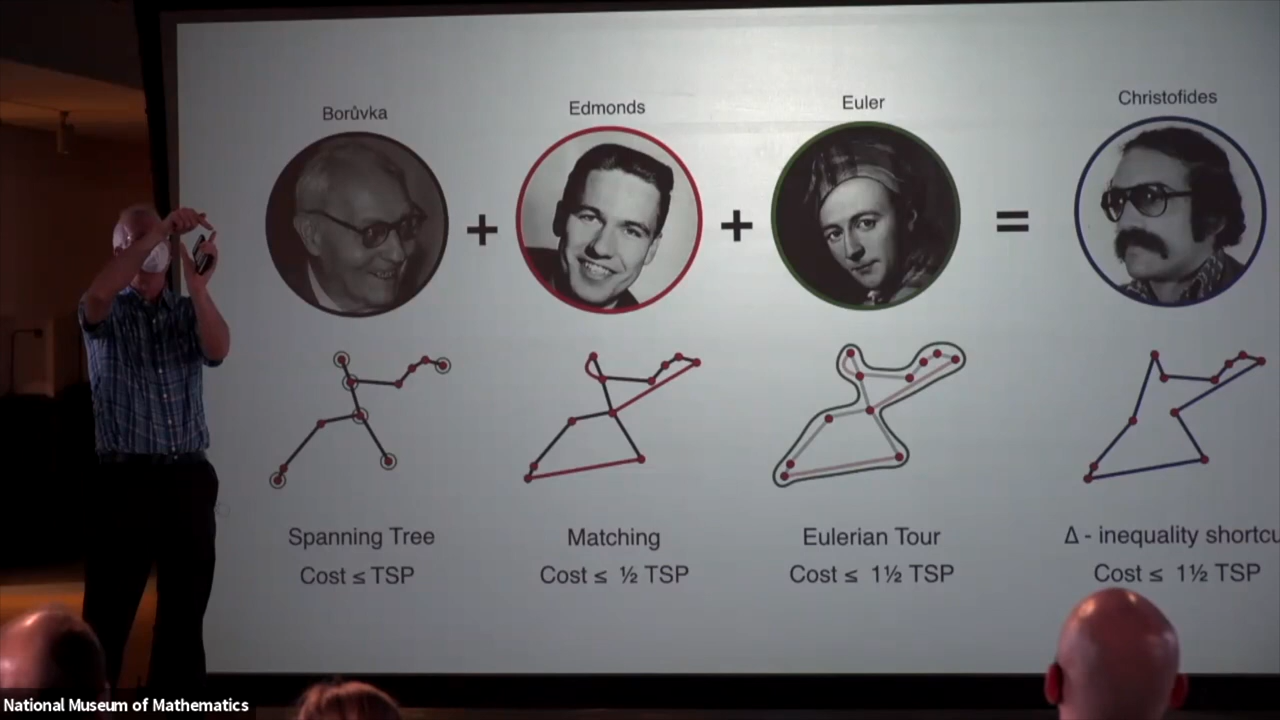 Borůvka
Edmonds
Euler
Christofides
+
+
=
Spanning Tree
Matching
Eulerian Tour
Δ - inequality shortcu
Cost ≤ TSP
Cost ≤ ½ TSP
Cost ≤ 1½ TSP
Cost ≤ 1½ TSP
National Museum of Mathematics